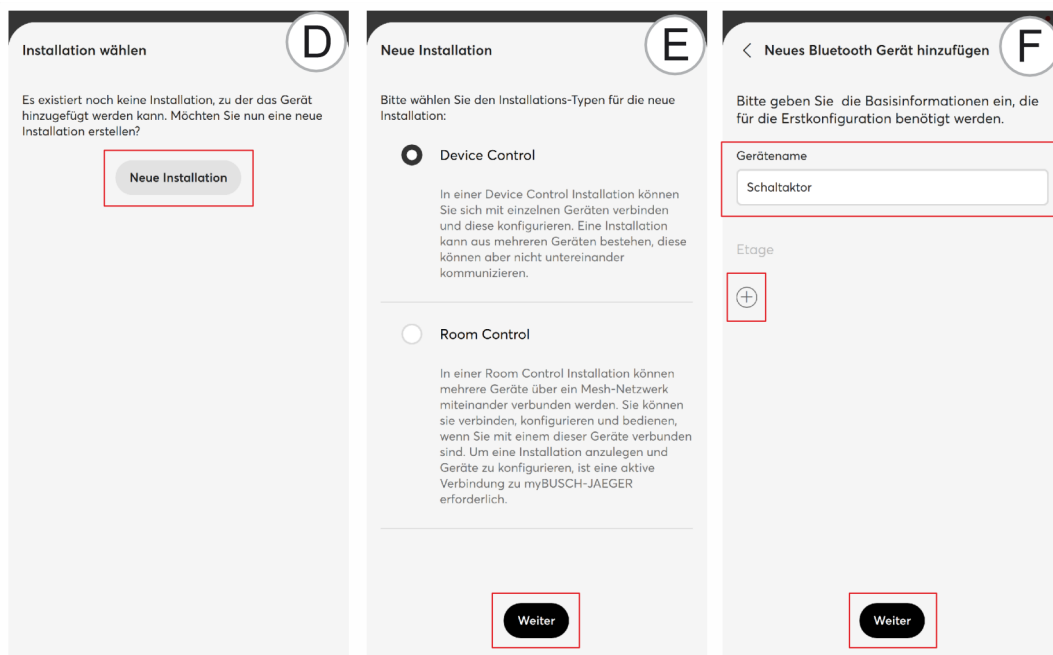 Installation wählen
D
Es existiert noch keine Installation, zu der das Gerät
hinzugefügt werden kann. Möchten Sie nun eine neue
Installation erstellen?
Neue Installation
Neue Installation
E
Bitte wählen Sie den Installations-Typen für die neue
Installation:
Device Control
In einer Device Control Installation können
Sie sich mit einzelnen Geräten verbinden
und diese konfigurieren. Eine Installation
kann aus mehreren Geräten bestehen, diese
können aber nicht untereinander
kommunizieren.
Room Control
In einer Room Control Installation können
mehrere Geräte über ein Mesh-Netzwerk
miteinander verbunden werden. Sie können
sie verbinden, konfigurieren und bedienen,
wenn Sie mit einem dieser Geräte verbunden
sind. Um eine Installation anzulegen und
Geräte zu konfigurieren, ist eine aktive
Verbindung zu myBUSCH-JAEGER
erforderlich.
Weiter
Neues Bluetooth Gerät hinzufügen
F
Bitte geben Sie die Basisinformationen ein, die
für die Erstkonfiguration benötigt werden.
Gerätename
Schaltaktor
Etage
Weiter